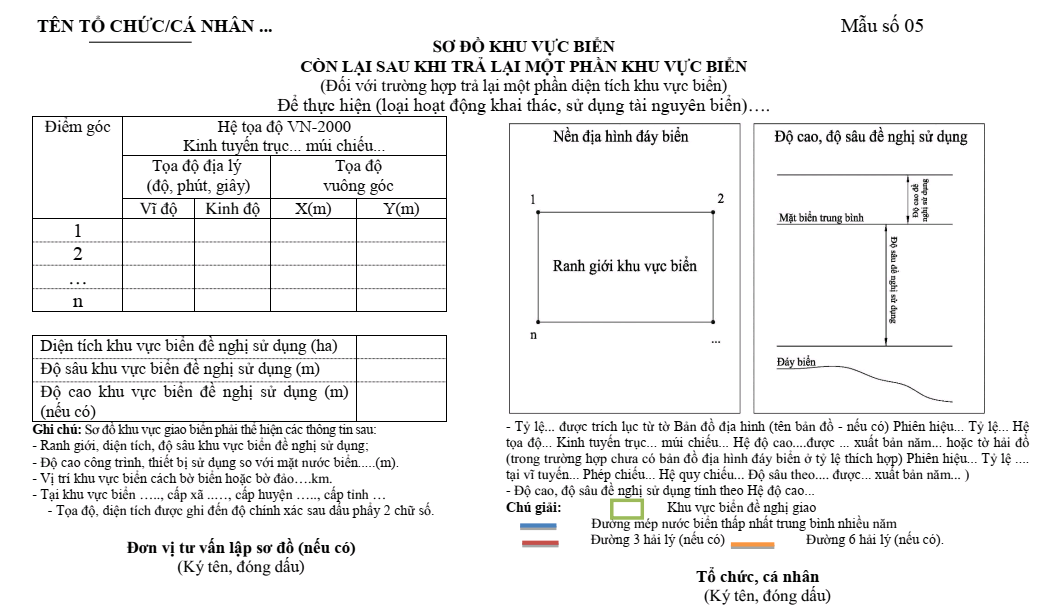 TÊN TỔ CHỨC/CÁ NHÂN ...
Mẫu số 05
SƠ ĐỒ KHU VỰC BIỂN
CÒN LẠI SAU KHI TRẢ LẠI MỘT PHẦN KHU VỰC BIỂN
(Đối với trường hợp trả lại một phần diện tích khu vực biển)
Để thực hiện (loại hoạt động khai thác, sử dụng tài nguyên biển)….
Điểm góc
Hệ tọa độ VN-2000
Kinh tuyến trục... múi chiếu...
Tọa độ địa lý
(độ, phút, giây)
Tọa độ
vuông góc
Vĩ độ Kinh độ X(m) Y(m)
1
2
…
n
Diện tích khu vực biển đề nghị sử dụng (ha)
Độ sâu khu vực biển đề nghị sử dụng (m)
Độ cao khu vực biển đề nghị sử dụng (m)
(nếu có)
Ghi chú: Sơ đồ khu vực giao biển phải thể hiện các thông tin sau:
- Ranh giới, diện tích, độ sâu khu vực biển đề nghị sử dụng;
- Độ cao công trình, thiết bị sử dụng so với mặt nước biển.....(m).
- Vị trí khu vực biển cách bờ biển hoặc bờ đảo….km.
- Tại khu vực biển ….., cấp xã ..…, cấp huyện ….., cấp tỉnh …
- Tọa độ, diện tích được ghi đến độ chính xác sau dấu phẩy 2 chữ số.
Đơn vị tư vấn lập sơ đồ (nếu có)
(Ký tên, đóng dấu)
Nền địa hình đáy biển
1
2
Ranh giới khu vực biển
n
...
Độ cao, độ sâu đề nghị sử dụng
Độ cao đề
nghị sử dụng
Mặt biển trung bình
Độ sâu đề nghị sử dụng
Đáy biển
- Tỷ lệ... được trích lục từ tờ Bản đồ địa hình (tên bản đồ - nếu có) Phiên hiệu... Tỷ lệ... Hệ
tọa độ... Kinh tuyến trục... múi chiếu... Hệ độ cao....được ... xuất bản năm... hoặc tờ hải đồ
(trong trường hợp chưa có bản đồ địa hình đáy biển ở tỷ lệ thích hợp) Phiên hiệu... Tỷ lệ ....
tại vĩ tuyến... Phép chiếu... Hệ quy chiếu... Độ sâu theo.... được... xuất bản năm... )
- Độ cao, độ sâu đề nghị sử dụng tính theo Hệ độ cao...
Chú giải: Khu vực biển đề nghị giao
Đường mép nước biển thấp nhất trung bình nhiều năm
Đường 3 hải lý (nếu có) Đường 6 hải lý (nếu có).
Tổ chức, cá nhân
(Ký tên, đóng dấu)